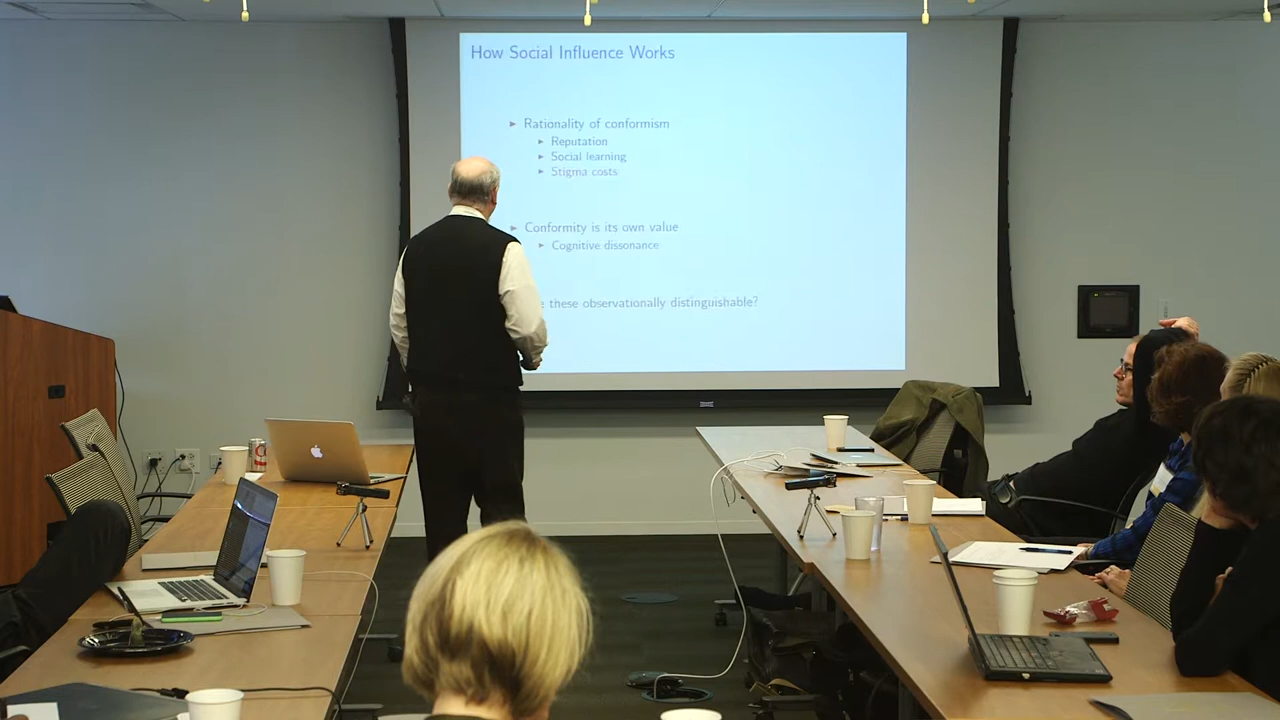 How Social Influence Works
Rationality of conformism
Reputation
Social learning
Stigma costs
Conformity is its own value
Cognitive dissonance
these observationally distinguishable?